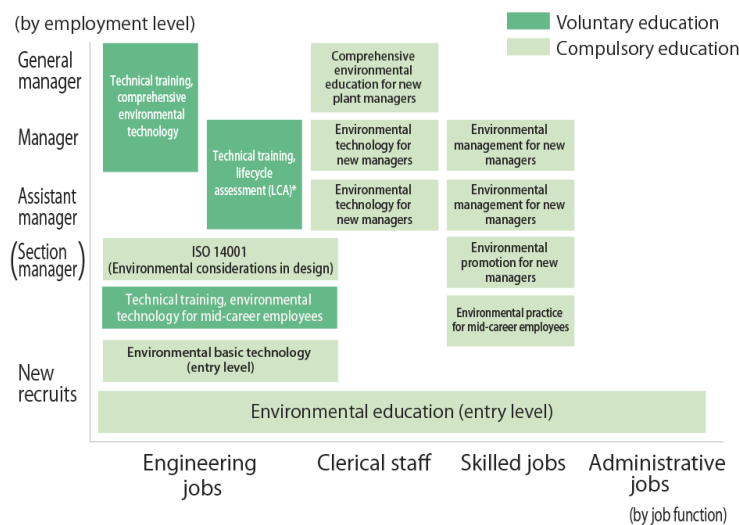 (by employment level)
Voluntary education
Compulsory education
General
manager
Technical training,
comprehensive
environmental
technology
Comprehensive
environmental
education for new
plant managers
Manager
Technical training,
lifecycle
assessment (LCA)*
Environmental
technology for
new managers
Environmental
management for new
managers
Assistant
manager
Environmental
technology for
new managers
Environmental
management for new
managers
(Section
manager)
ISO 14001
(Environmental considerations in design)
Environmental
promotion for new
managers
Technical training, environmental
technology for mid-career employees
Environmental practice
for mid-career employees
Environmental basic technology
(entry level)
New
recruits
Environmental education (entry level)
Engineering
jobs
Clerical staff
Skilled jobs
Administrative
jobs
(by job function)